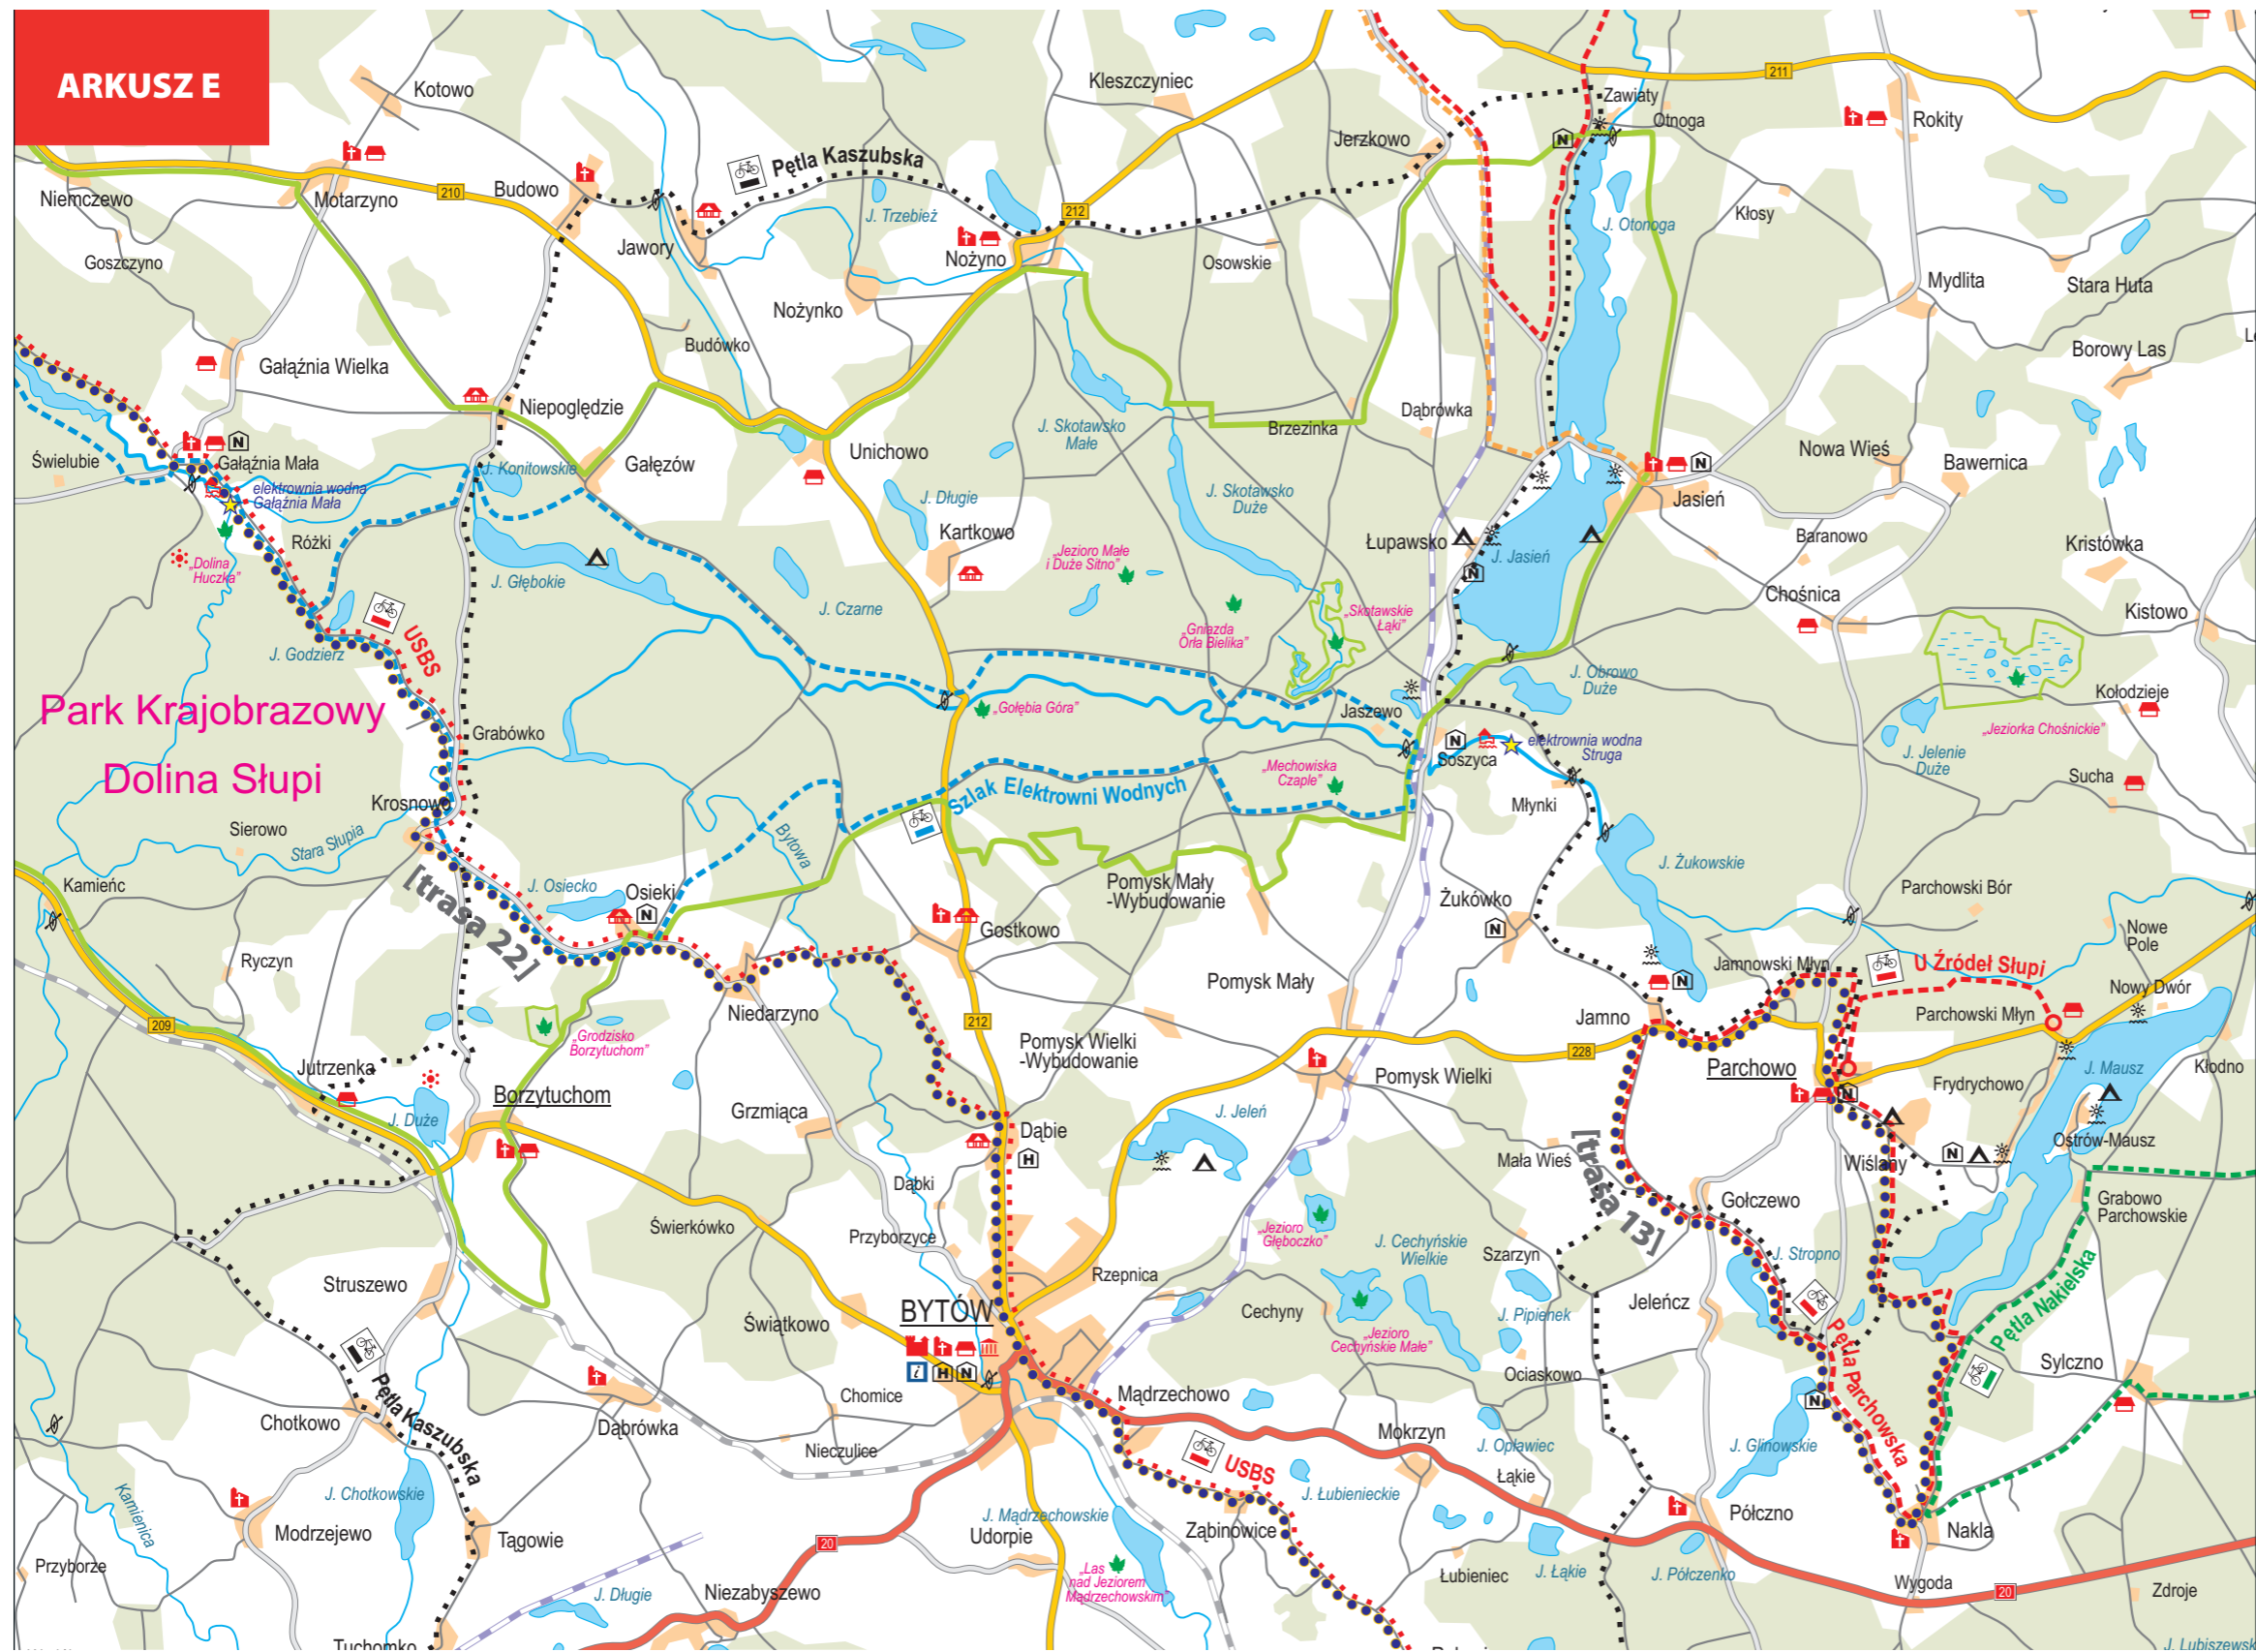 ARKUSZ E
Kotowo
Kleszczyniec
211
Zawiaty
Otnoga
Rokity
Jerzkowo
Pętla Kaszubska
Niemczewo
Motarzyno
210
Budowo
J. Trzebież
212
Kłosy
J. Otonoga
Goszczyno
Jawory
Nożyno
Osowskie
Mydlita
Stara Huta
Nożynko
Budówko
Borowy Las
Gałąźnia Wielka
Niepoględzie
Dąbrówka
Brzezinka
J. Skotawsko
Małe
Unichowo
Nowa Wieś
Bawernica
Świelubie
Gałąźnia Mała
J. Konitowskie
Gałęzów
elektrownia wodna
Gałąźnia Mała
J. Długie
J. Skotawsko
Duże
Jasień
Kartkowo
Różki
Łupawsko
J. Jasień
Baranowo
Kristówka
„Dolina
Huczka”
J. Głębokie
„Jezioro Małe
i Duże Sitno”
J. Czarne
Chośnica
Kistowo
„Skotawskie
Łąki”
„Gniazda
Orła Bielika”
USBS
J. Godzierz
J. Obrowo
Duże
Park Krajobrazowy
Dolina Słupi
„Gołębia Góra”
Jaszewo
Kołodzieje
„Jeziorka Chośnickie”
Grabówko
elektrownia wodna
Struga
Soszyca
J. Jelenie
Duże
„Mechowiska
Czaple”
Szlak Elektrowni Wodnych
Sucha
Krosnowo
Młynki
Sierowo
Stara Słupia
Bytowa
J. Żukowskie
Kamieńc
[trasa 22]
J. Osiecko
Osieki
Pomysk Mały
-Wybudowanie
Parchowski Bór
Żukówko
Gostkowo
Nowe
Pole
Ryczyn
Jamnowski Młyn
U Źródeł Słupi
Pomysk Mały
Nowy Dwór
Niedarzyno
Jamno
Parchowski Młyn
209
212
„Grodzisko
Borzytuchom”
Pomysk Wielki
-Wybudowanie
228
Jutrzenka
Pomysk Wielki
Parchowo
Frydrychowo
J. Mausz
Kłodno
Borzytuchom
J. Duże
Grzmiąca
J. Jeleń
Dąbie
Ostrów-Mausz
Mała Wieś
Wiślany
[trasa 13]
Dąbki
Gołczewo
Grabowo
Parchowskie
Świerkówko
Przyborzyce
„Jezioro
Głęboczko”
J. Cechyńskie
Wielkie
Szarzyn
J. Stropno
Rzepnica
Struszewo
BYTÓW
Cechyny
Jeleńcz
Pętla Nakielska
Świątkowo
J. Pipienek
„Jezioro
Cechyńskie Małe”
Pętla Parchowska
Sylczno
Pętla Kaszubska
Chomice
Mądrzechowo
Ociaskowo
Chotkowo
Dąbrówka
Mokrzyn
Nieczulice
J. Opławiec
J. Glinowskie
USBS
Łąkie
Kamienica
J. Chotkowskie
J. Łubienieckie
J. Mądrzechowskie
Modrzejewo
Tągowie
20
Udorpie
Ząbinowice
Półczno
Nakla
Przyborze
„Las
nad Jeziorem
Mądrzechowskim”
Łubieniec
J. Łąkie
J. Półczenko
Wygoda
20
Zdroje
J. Długie
Niezabyszewo
Tuchomko
J. Lubiszewsk